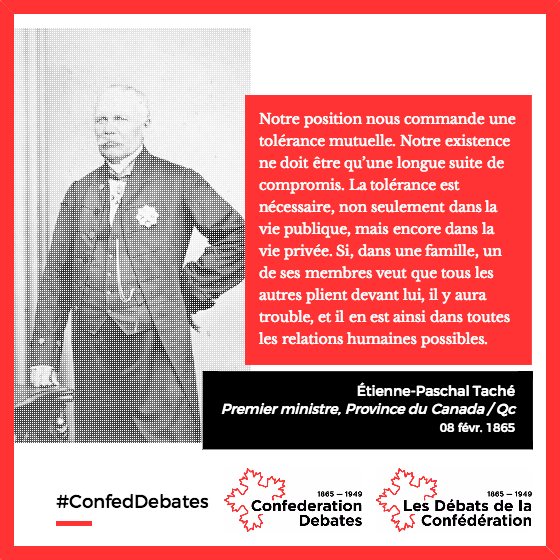 Notre position nous commande une
tolérance mutuelle. Notre existence
ne doit être qu'une longue suite de
compromis. La tolérance est
nécessaire, non seulement dans la
vie publique, mais encore dans la
vie privée. Si, dans une famille, un
de ses membres veut que tous les
autres plient devant lui, il y aura
trouble, et il en est ainsi dans toutes
les relations humaines possibles.
Étienne-Paschal Taché
Premier ministre, Province du Canada / Qc
08 févr. 1865
#ConfedDebates
1865 — 1949
Confederation
Debates
1865 — 1949
Les Débats de la
Confédération